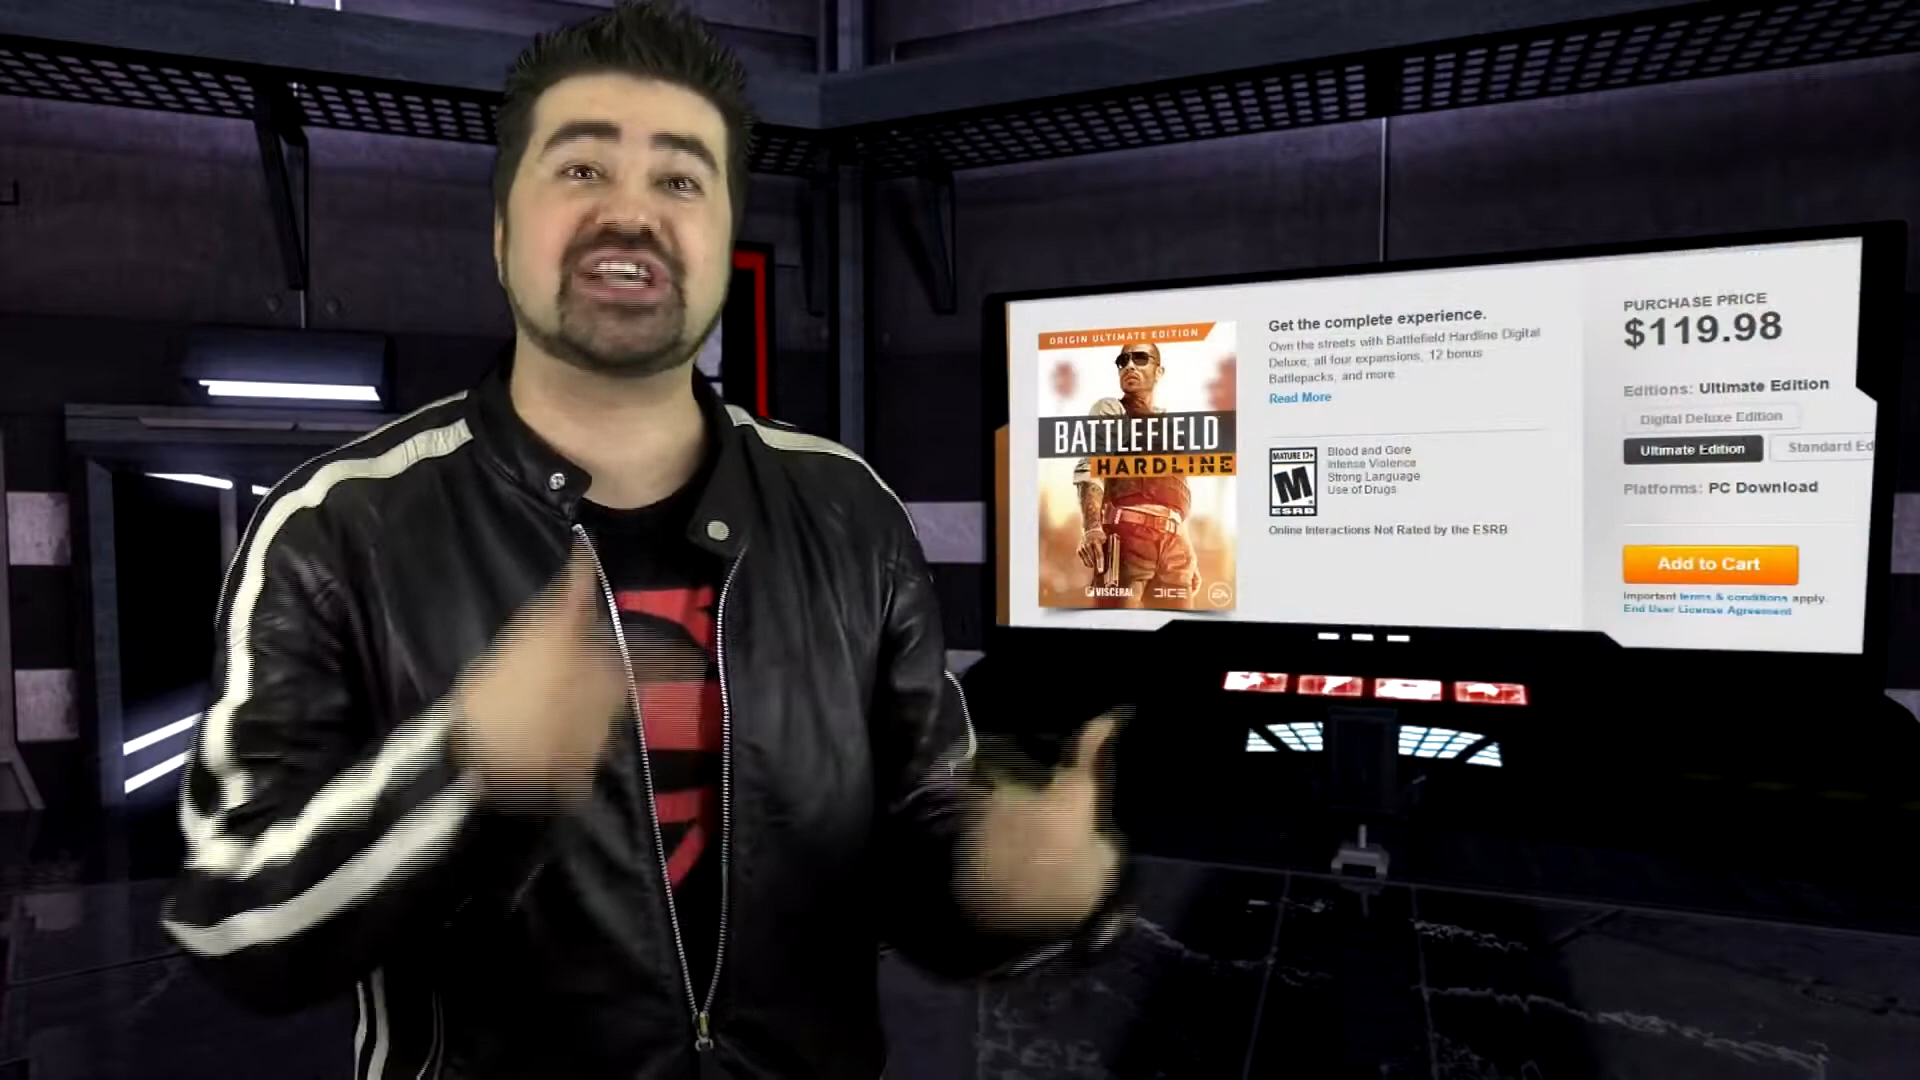 ORIGIN ULTIMATE EDITION
BATTLEFIELD
HARDLINE
VISCERAL DICE EA
Get the complete experience.
Own the streets with Battlefield Hardline Digital
Deluxe, all four expansions, 12 bonus
Battlepacks, and more
Read More
MATURE 17+
M
ESRB
Blood and Gore
Intense Violence
Strong Language
Use of Drugs
Online Interactions Not Rated by the ESRB
PURCHASE PRICE
$119.98
Editions: Ultimate Edition
Digital Deluxe Edition
Ultimate Edition Standard Ed
Platforms: PC Download
Add to Cart
Important terms & conditions apply.
End User License Agreement